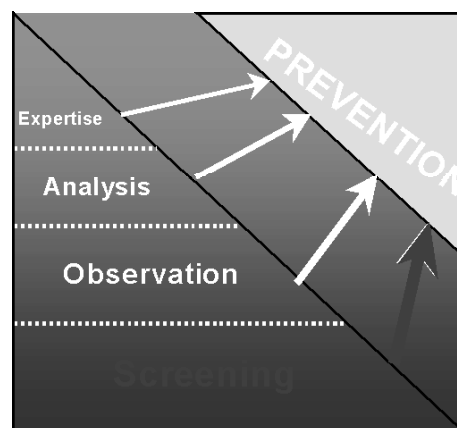 PREVENTION
Expertise
Analysis
Observation
Screening